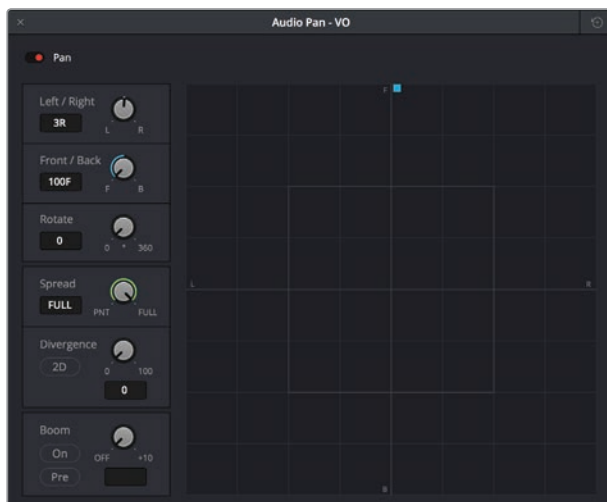 × Audio Pan - VO
Pan
Left / Right
3R
L R
Front / Back
100F
F B
Rotate
0
0 ° 360
Spread
FULL
PNT FULL
Divergence
2D
0 100
0
Boom
On
OFF +10
Pre
F
L R
B